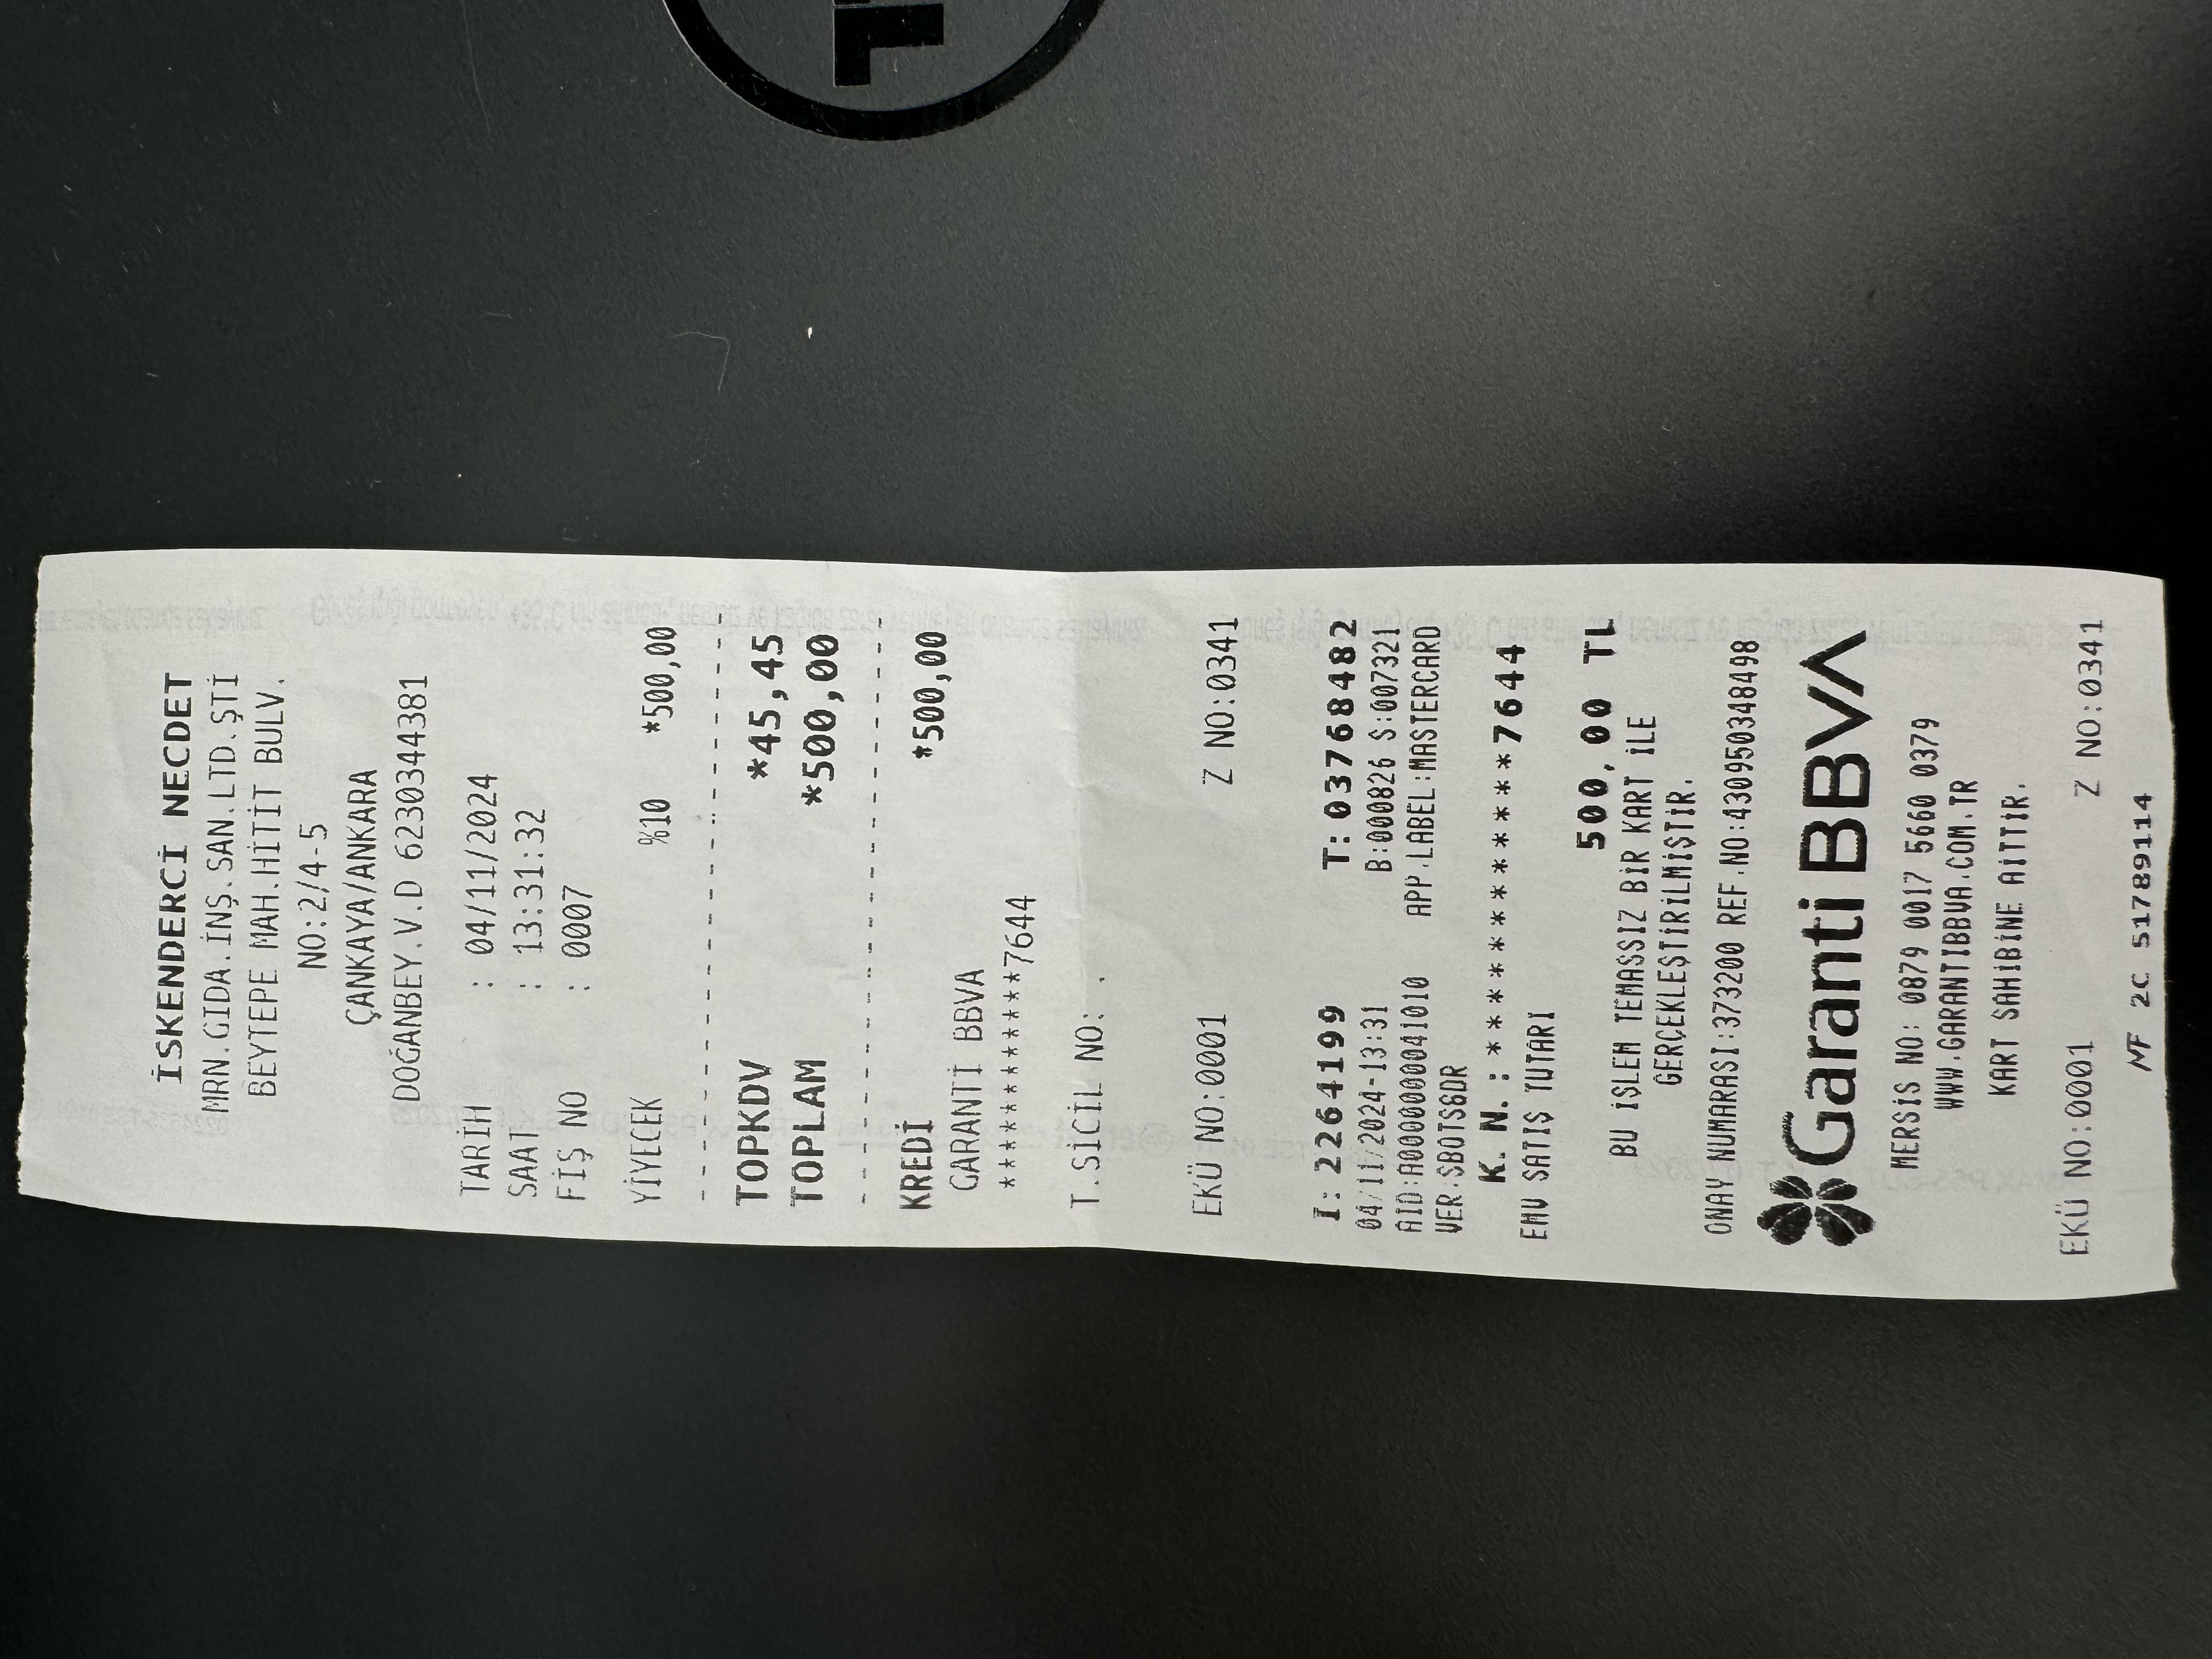 İSKENDERCİ NECDET
MRN.GIDA.İNŞ.SAN.LTD.ŞTİ
BEYTEPE MAH.HİTİT BULV.
NO:2/4-5
ÇANKAYA/ANKARA
DOĞANBEY.V.D 6230344381
TARİH : 04/11/2024
SAAT : 13:31:32
FİŞ NO : 0007
YİYECEK %10 *500,00
TOPKDV *45,45
TOPLAM *500,00
KREDİ *500,00
GARANTİ BBVA
************7644
T.SİCİL NO: .
EKÜ NO:0001 Z NO:0341
I: 2264199 T: 03768482
04/11/2024-13:31 B:000826 S:007321
AID:A0000000041010 APP.LABEL:MASTERCARD
VER:SBOTS6DR
K. N. : ************7644
EMV SATIŞ TUTARI
500,00 TL
BU İŞLEM TEMASSIZ BİR KART İLE
GERÇEKLEŞTİRİLMİŞTİR.
ONAY NUMARASI:373200 REF.NO:430950348498
Garanti BBVA
MERSİS NO: 0879 0017 5660 0379
WWW.GARANTIBBVA.COM.TR
KART SAHİBİNE AİTTİR.
EKÜ NO:0001 Z NO:0341
MF 2C 51789114